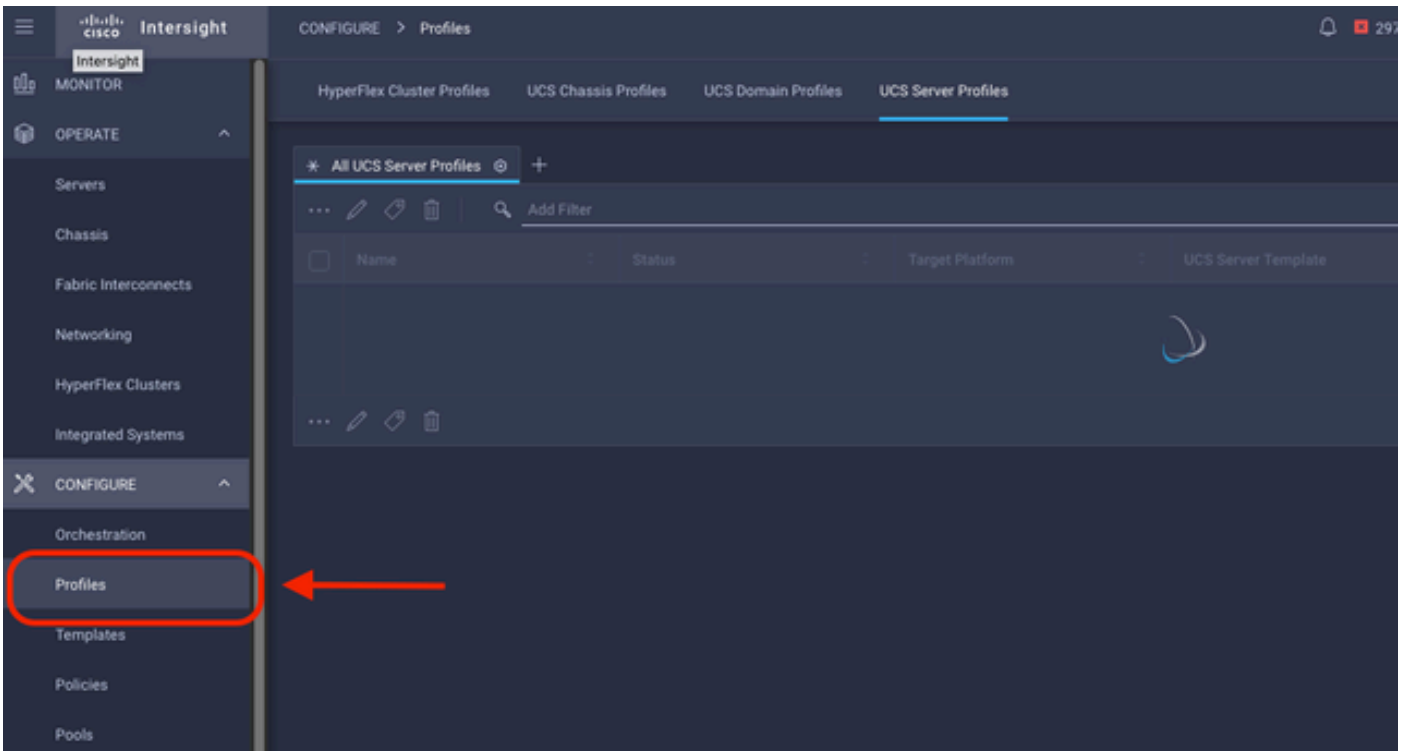 cisco Intersight
CONFIGURE > Profiles
297
Intersight
MONITOR
HyperFlex Cluster Profiles UCS Chassis Profiles UCS Domain Profiles UCS Server Profiles
OPERATE
All UCS Server Profiles +
Servers
Add Filter
Chassis
Name Status Target Platform UCS Server Template
Fabric Interconnects
Networking
HyperFlex Clusters
Integrated Systems
CONFIGURE
Orchestration
Profiles
Templates
Policies
Pools